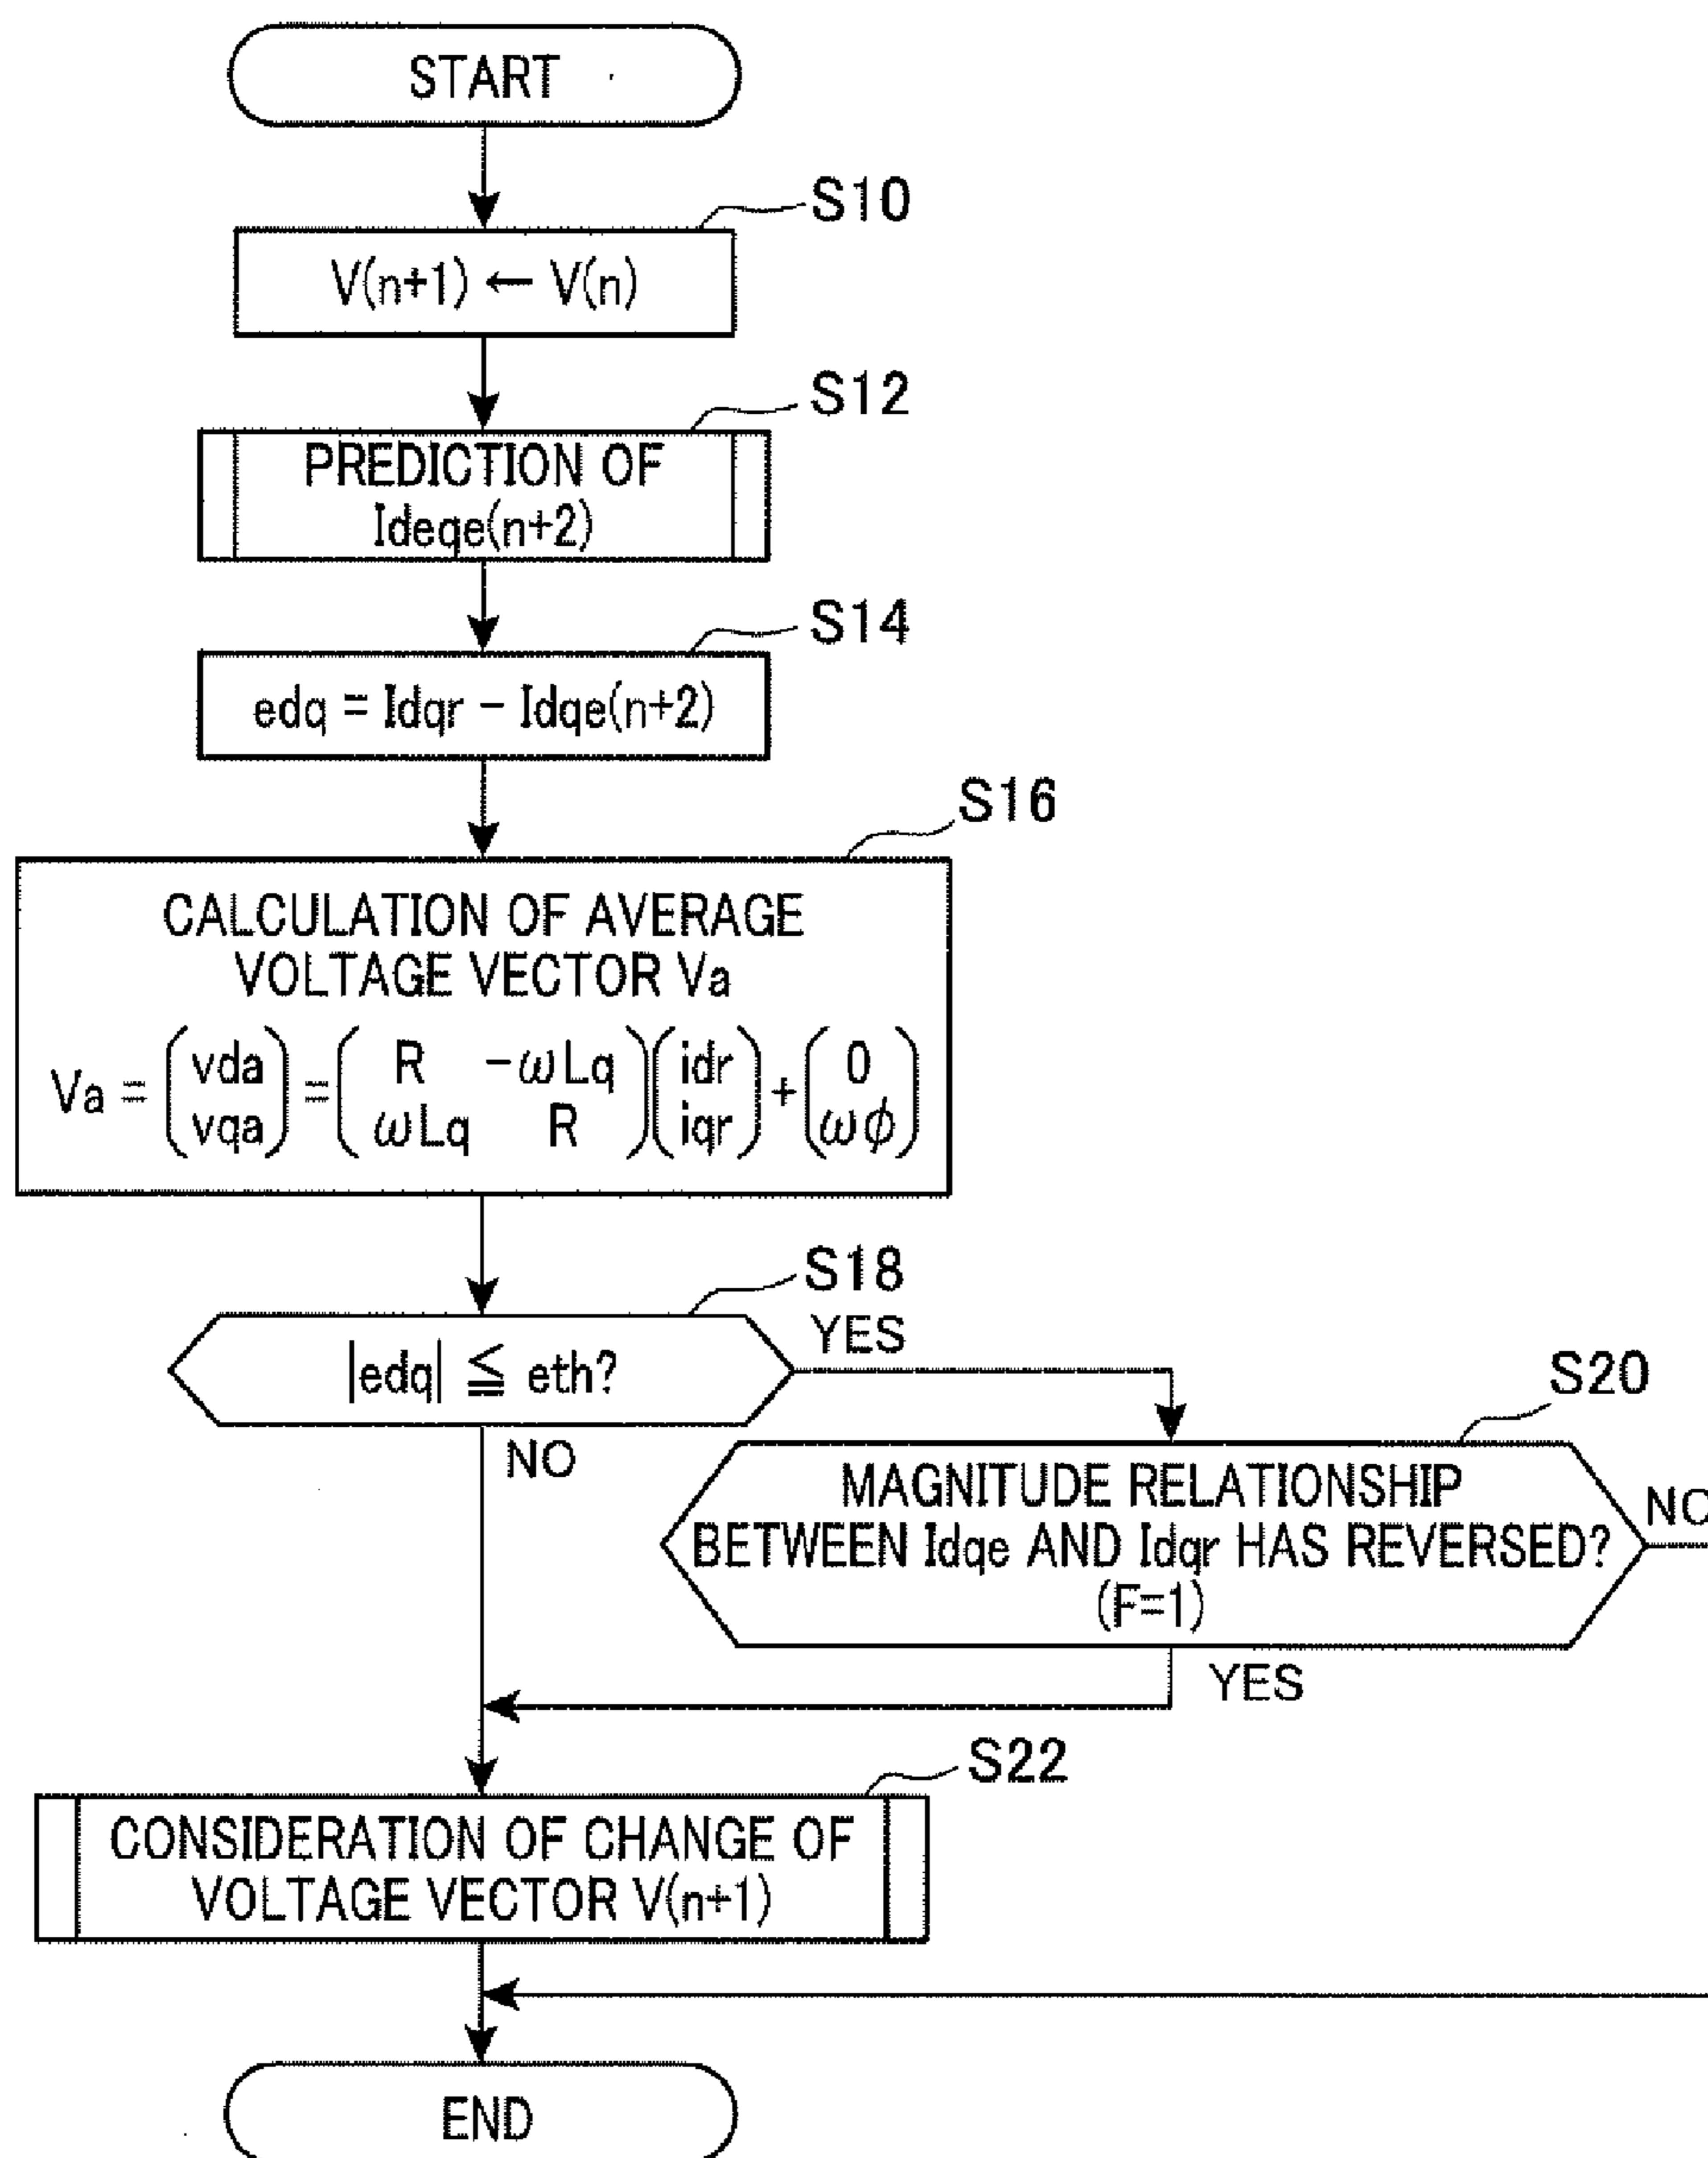 START
S10
V(n+1) ← V(n)
S12
PREDICTION OF
Ideqe(n+2)
S14
edq = Idqr − Idqe(n+2)
S16
CALCULATION OF AVERAGE
VOLTAGE VECTOR Va
Va = (vda vqa) = (R −ωLq ωLq R)(idr iqr) + (0 ωϕ)
S18
|edq| ≦ eth?
YES
NO
S20
MAGNITUDE RELATIONSHIP
BETWEEN Idqe AND Idqr HAS REVERSED?
(F=1)
NO
YES
S22
CONSIDERATION OF CHANGE OF
VOLTAGE VECTOR V(n+1)
END